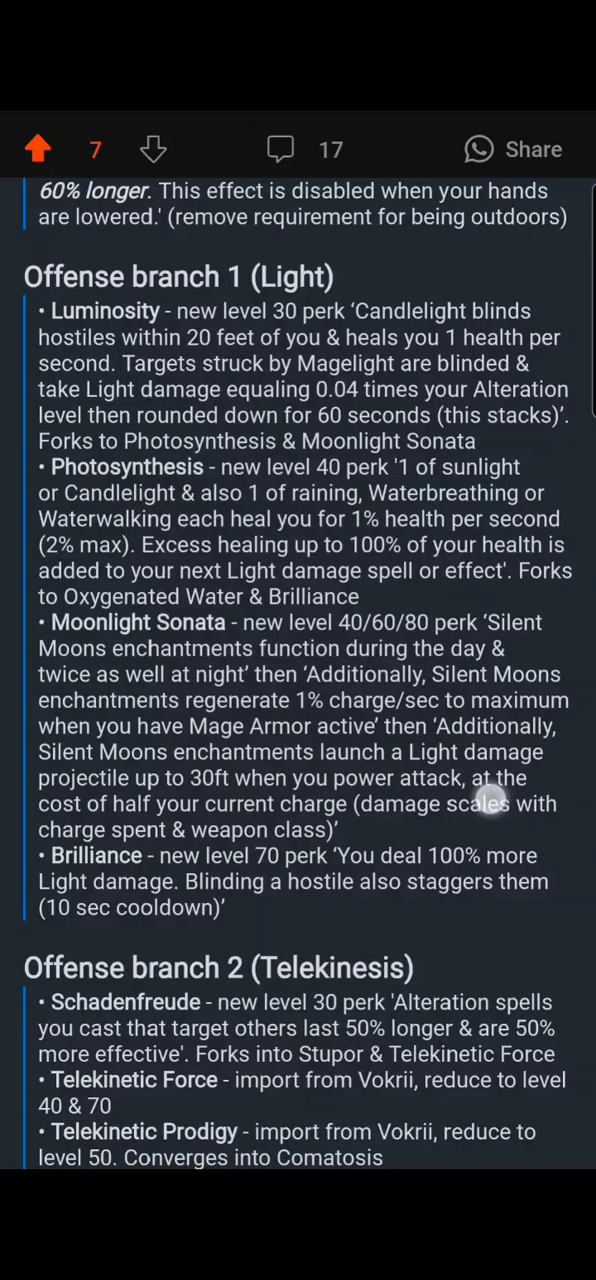 7
17
Share
60% longer. This effect is disabled when your hands
are lowered.' (remove requirement for being outdoors)
Offense branch 1 (Light)
• Luminosity - new level 30 perk ‘Candlelight blinds
hostiles within 20 feet of you & heals you 1 health per
second. Targets struck by Magelight are blinded &
take Light damage equaling 0.04 times your Alteration
level then rounded down for 60 seconds (this stacks)’.
Forks to Photosynthesis & Moonlight Sonata
• Photosynthesis - new level 40 perk '1 of sunlight
or Candlelight & also 1 of raining, Waterbreathing or
Waterwalking each heal you for 1% health per second
(2% max). Excess healing up to 100% of your health is
added to your next Light damage spell or effect'. Forks
to Oxygenated Water & Brilliance
• Moonlight Sonata - new level 40/60/80 perk ‘Silent
Moons enchantments function during the day &
twice as well at night’ then ‘Additionally, Silent Moons
enchantments regenerate 1% charge/sec to maximum
when you have Mage Armor active’ then ‘Additionally,
Silent Moons enchantments launch a Light damage
projectile up to 30ft when you power attack, at the
cost of half your current charge (damage scales with
charge spent & weapon class)’
• Brilliance - new level 70 perk ‘You deal 100% more
Light damage. Blinding a hostile also staggers them
(10 sec cooldown)’
Offense branch 2 (Telekinesis)
• Schadenfreude - new level 30 perk 'Alteration spells
you cast that target others last 50% longer & are 50%
more effective'. Forks into Stupor & Telekinetic Force
• Telekinetic Force - import from Vokrii, reduce to level
40 & 70
• Telekinetic Prodigy - import from Vokrii, reduce to
level 50. Converges into Comatosis